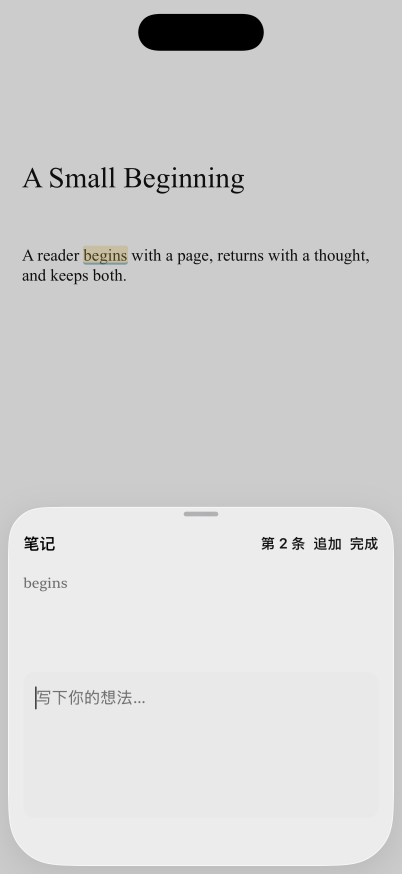 A Small Beginning
A reader begins with a page, returns with a thought,
and keeps both.
笔记 第 2 条 追加 完成
begins
写下你的想法...